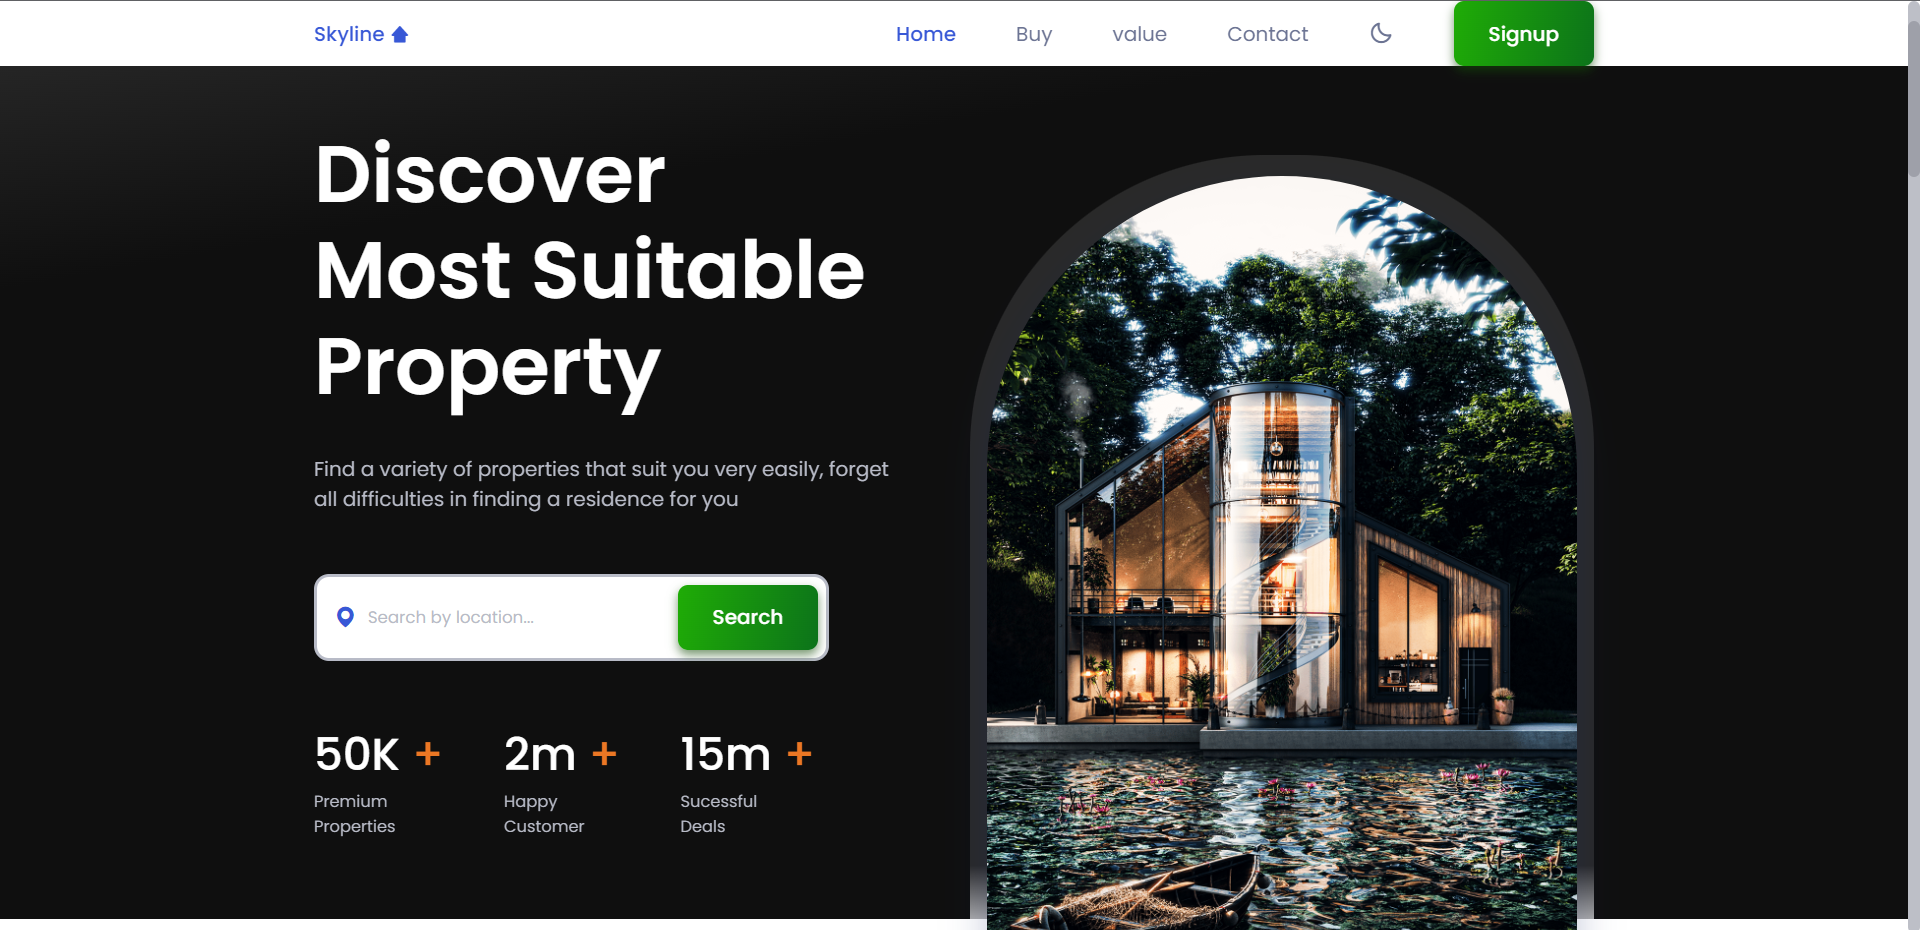 Skyline
Home Buy value Contact Signup
Discover
Most Suitable
Property
Find a variety of properties that suit you very easily, forget
all difficulties in finding a residence for you
Search by location...
Search
50K + 2m + 15m +
Premium Happy Sucessful
Properties Customer Deals